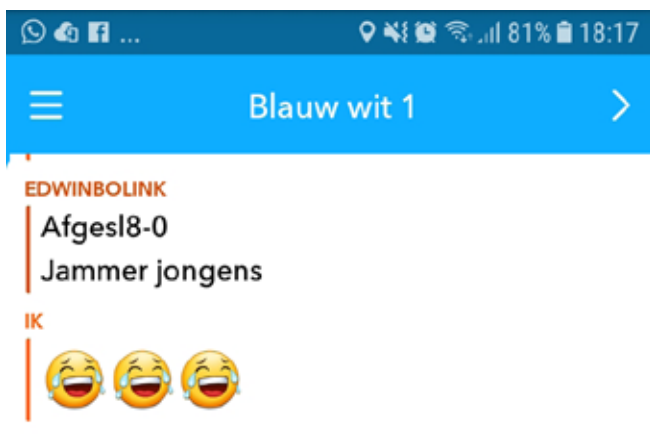 ... 81% 18:17
Blauw wit 1
EDWINBOLINK
Afgesl8-0
Jammer jongens
IK
😂😂😂